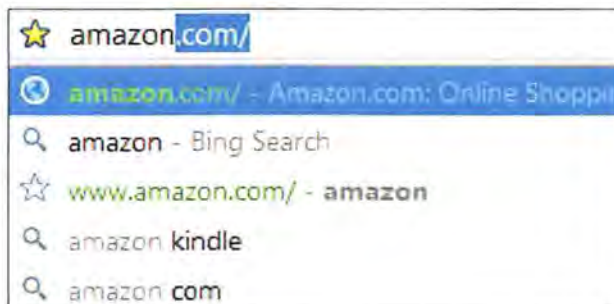 amazon.com/
amazon.com/ - Amazon.com: Online Shoppi
amazon - Bing Search
www.amazon.com/ - amazon
amazon kindle
amazon com